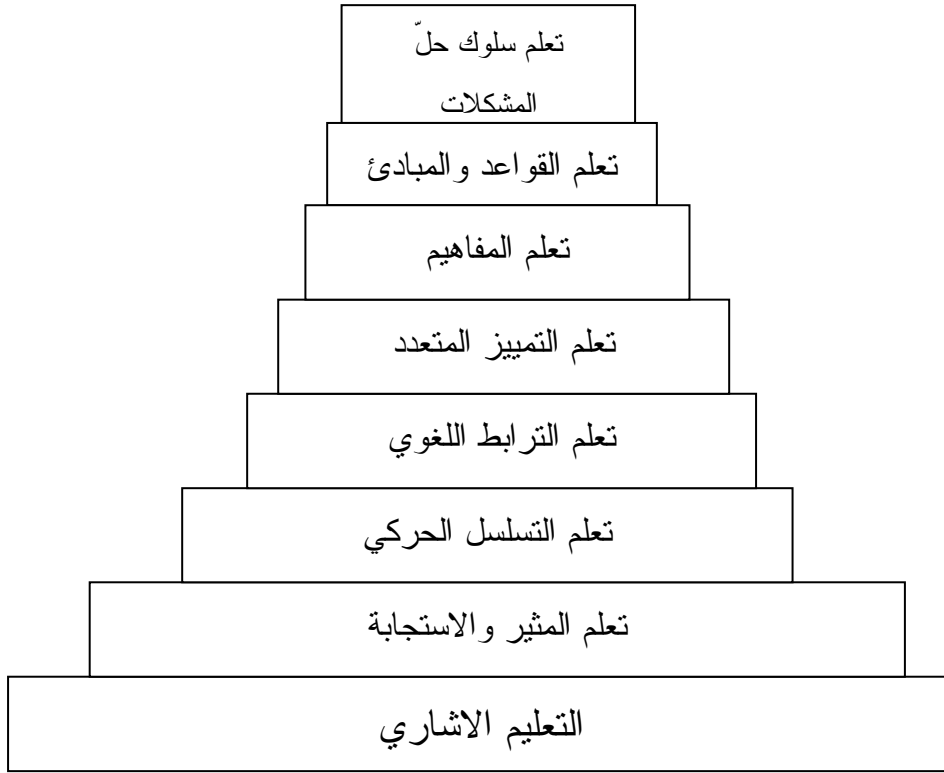 تعلم سلوك حلّ
المشكلات
تعلم القواعد والمبادئ
تعلم المفاهيم
تعلم التمييز المتعدد
تعلم الترابط اللغوي
تعلم التسلسل الحركي
تعلم المثير والاستجابة
التعليم الاشاري